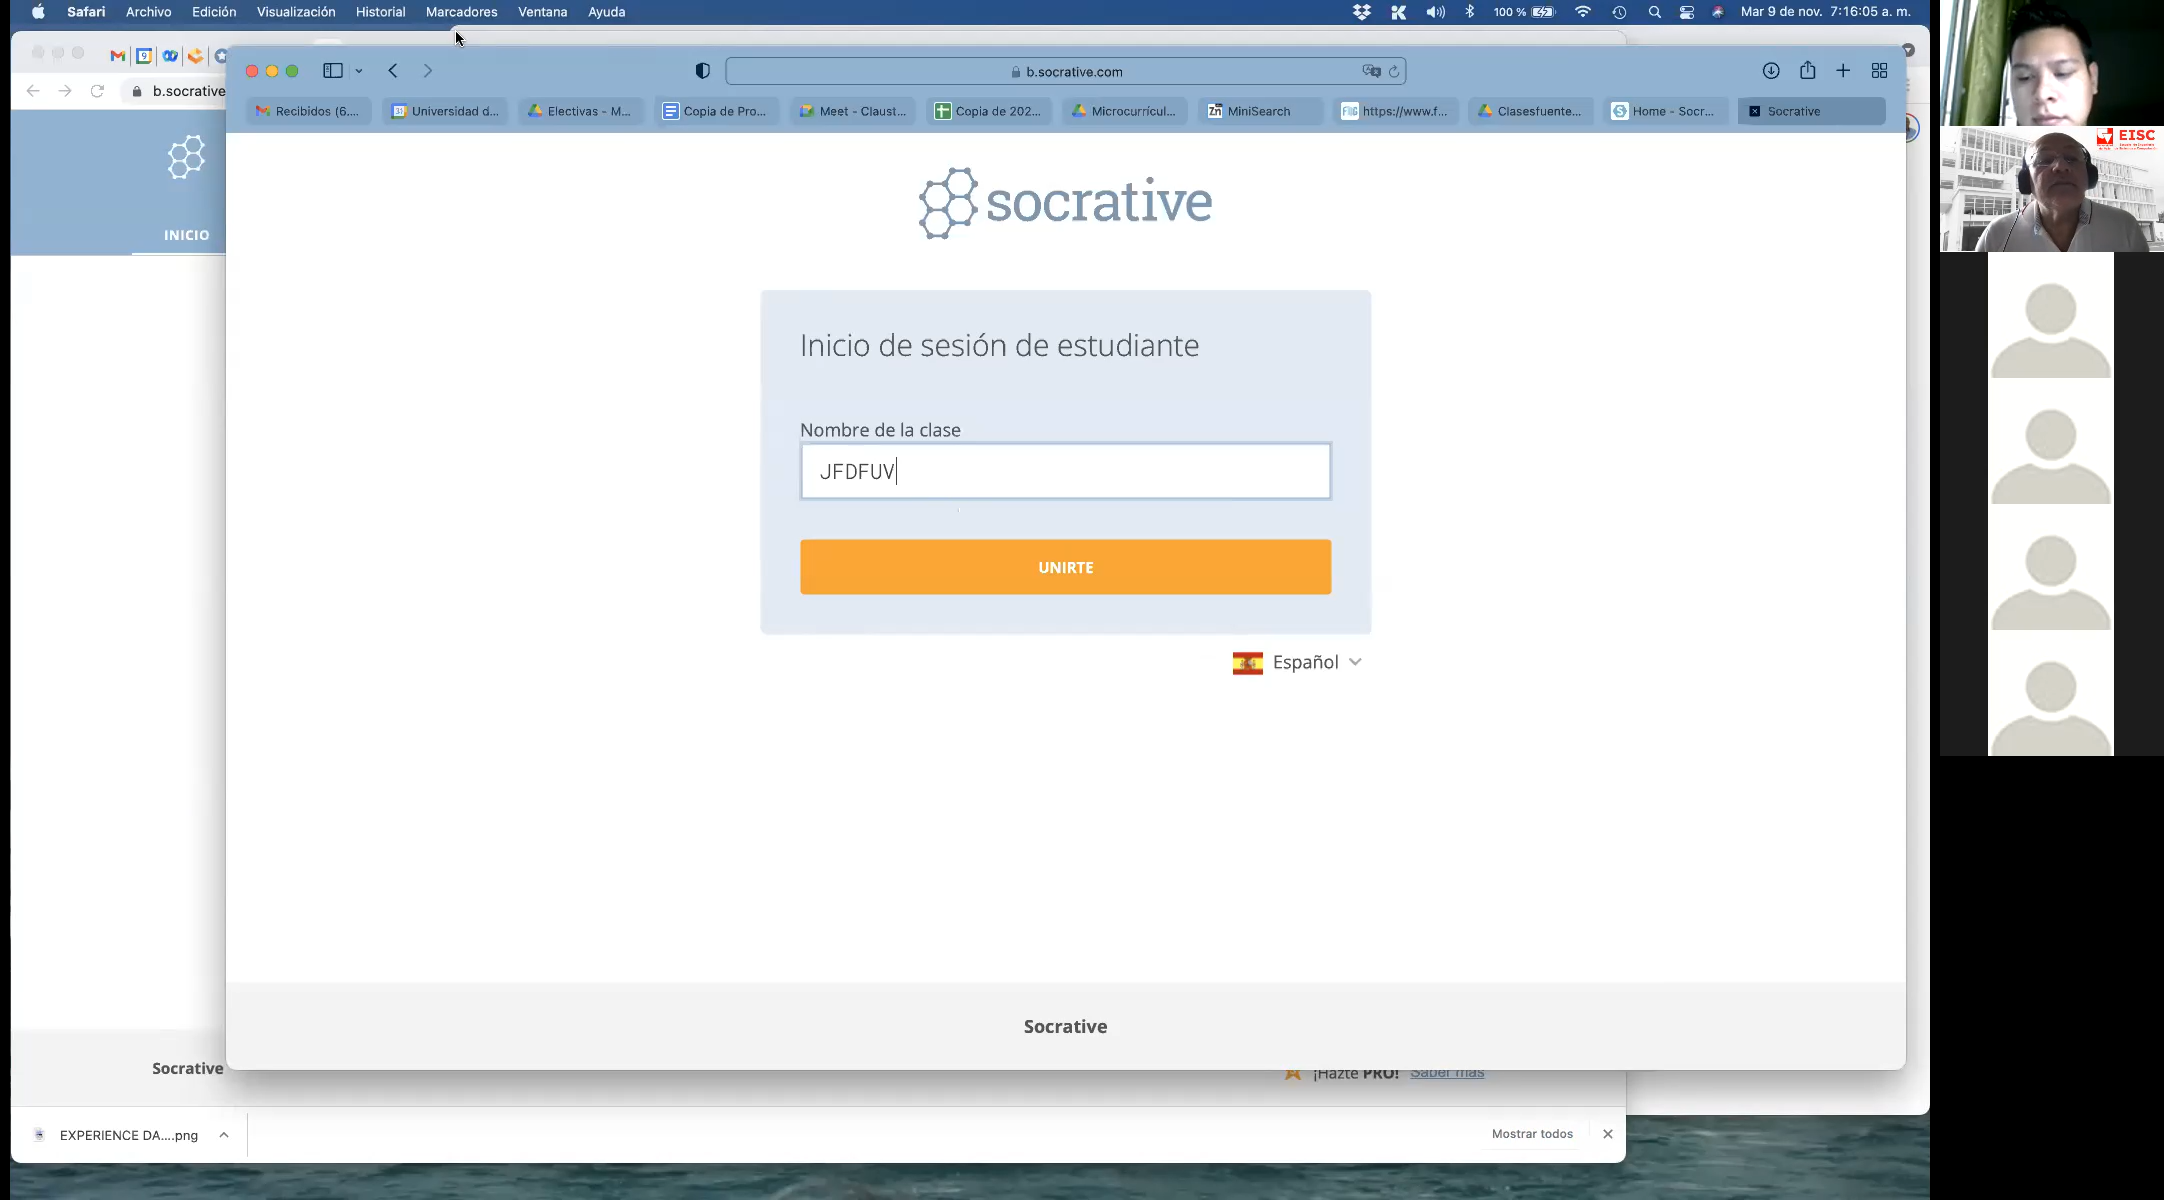 Safari Archivo Edición Visualización Historial Marcadores Ventana Ayuda
100 % Mar 9 de nov. 7:16:05 a. m.
b.socrative
b.socrative.com
Recibidos (6.... Universidad d... Electivas - M... Copia de Pro... Meet - Claust... Copia de 202... Microcurrícul... MiniSearch https://www.f... Clasesfuente... Home - Socr... Socrative
EISC
socrative
INICIO
Inicio de sesión de estudiante
Nombre de la clase
JFDFUV
UNIRTE
Español
Socrative
Socrative
¡Hazte PRO! Saber más
EXPERIENCE DA....png
Mostrar todos